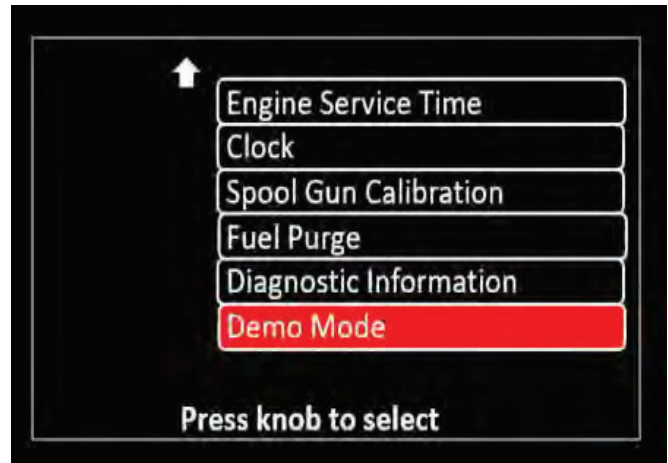 Engine Service Time
Clock
Spool Gun Calibration
Fuel Purge
Diagnostic Information
Demo Mode
Press knob to select